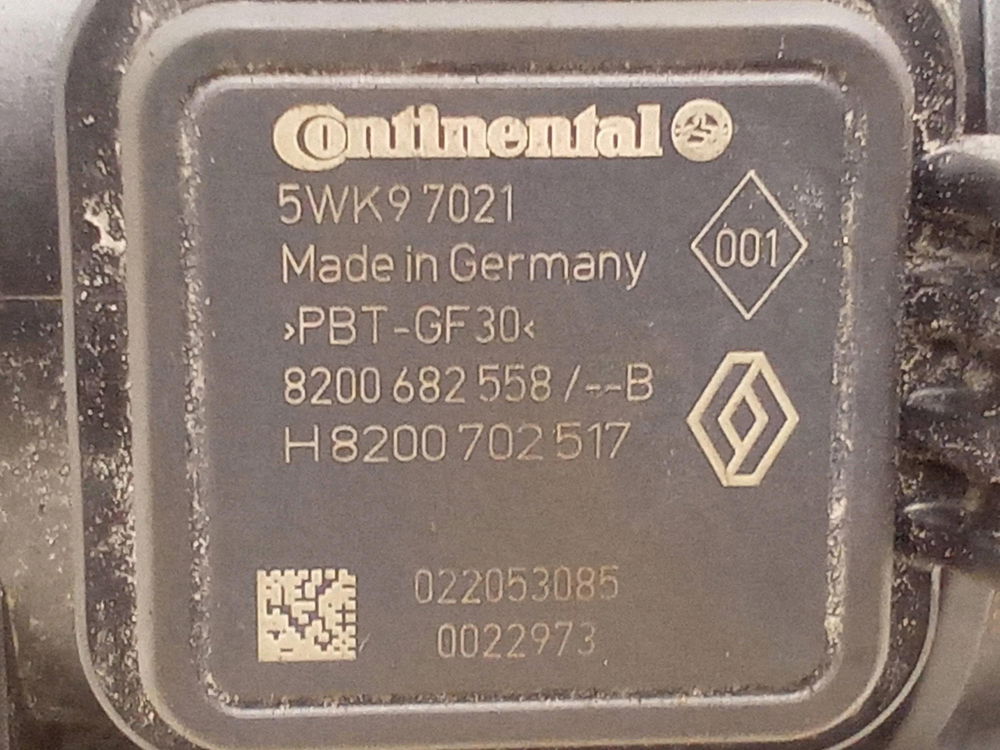 Continental
5WK9 7021
001
Made in Germany
>PBT-GF30<
8200 682 558 /--B
H 8200 702 517
022053085
0022973